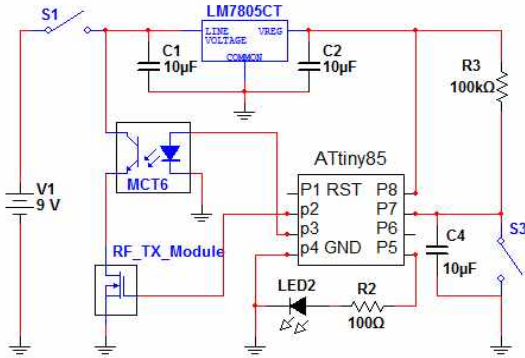 S1
LM7805CT
LINE VREG
VOLTAGE
COMMON
C1
10µF
C2
10µF
R3
100kΩ
MCT6
ATtiny85
P1 RST P8
p2 P7
p3 P6
p4 GND P5
V1
9 V
RF_TX_Module
S3
C4
10µF
LED2
R2
100Ω